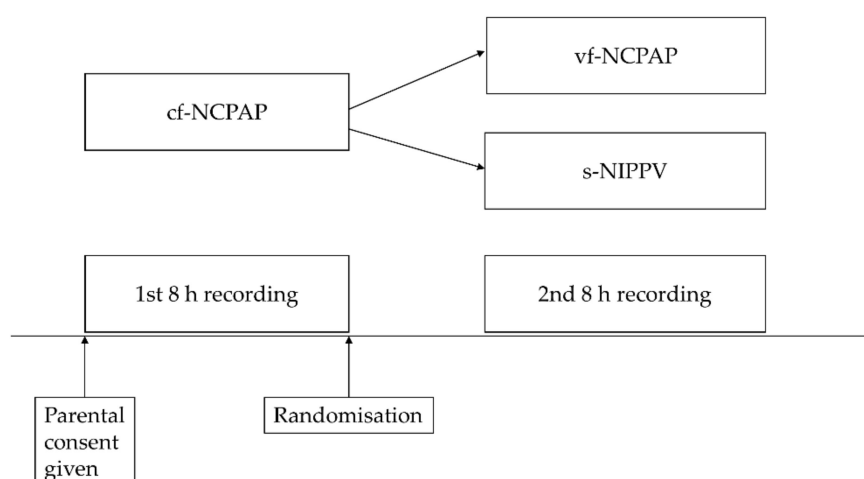 vf-NCPAP
cf-NCPAP
s-NIPPV
1st 8 h recording
2nd 8 h recording
Parental
consent
given
Randomisation